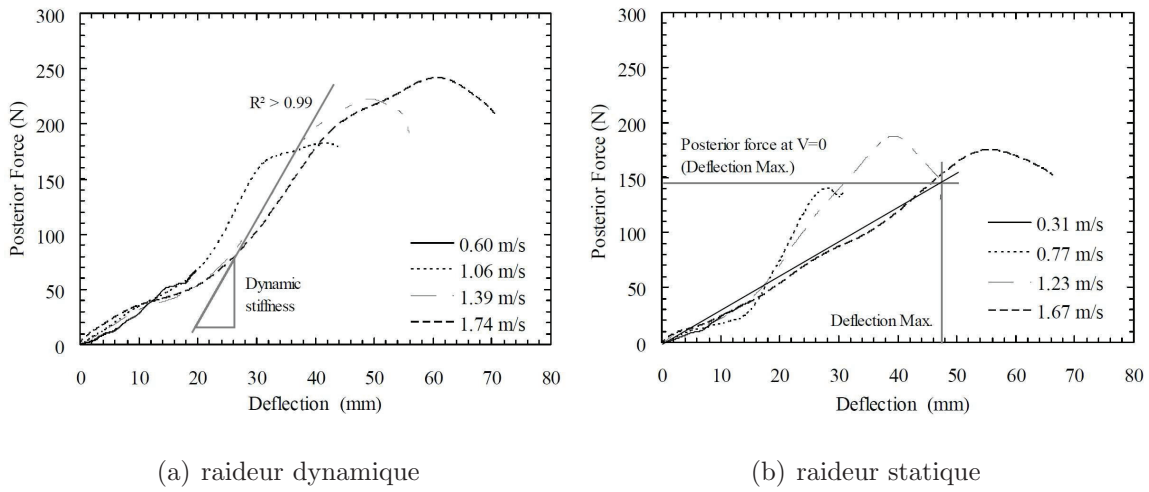 300
250
200
150
100
50
0
Posterior Force (N)
R² > 0.99
Dynamic
stiffness
0.60 m/s
1.06 m/s
1.39 m/s
1.74 m/s
0 10 20 30 40 50 60 70 80
Deflection (mm)
(a) raideur dynamique
300
250
200
150
100
50
0
Posterior Force (N)
Posterior force at V=0
(Deflection Max.)
Deflection Max.
0.31 m/s
0.77 m/s
1.23 m/s
1.67 m/s
0 10 20 30 40 50 60 70 80
Deflection (mm)
(b) raideur statique